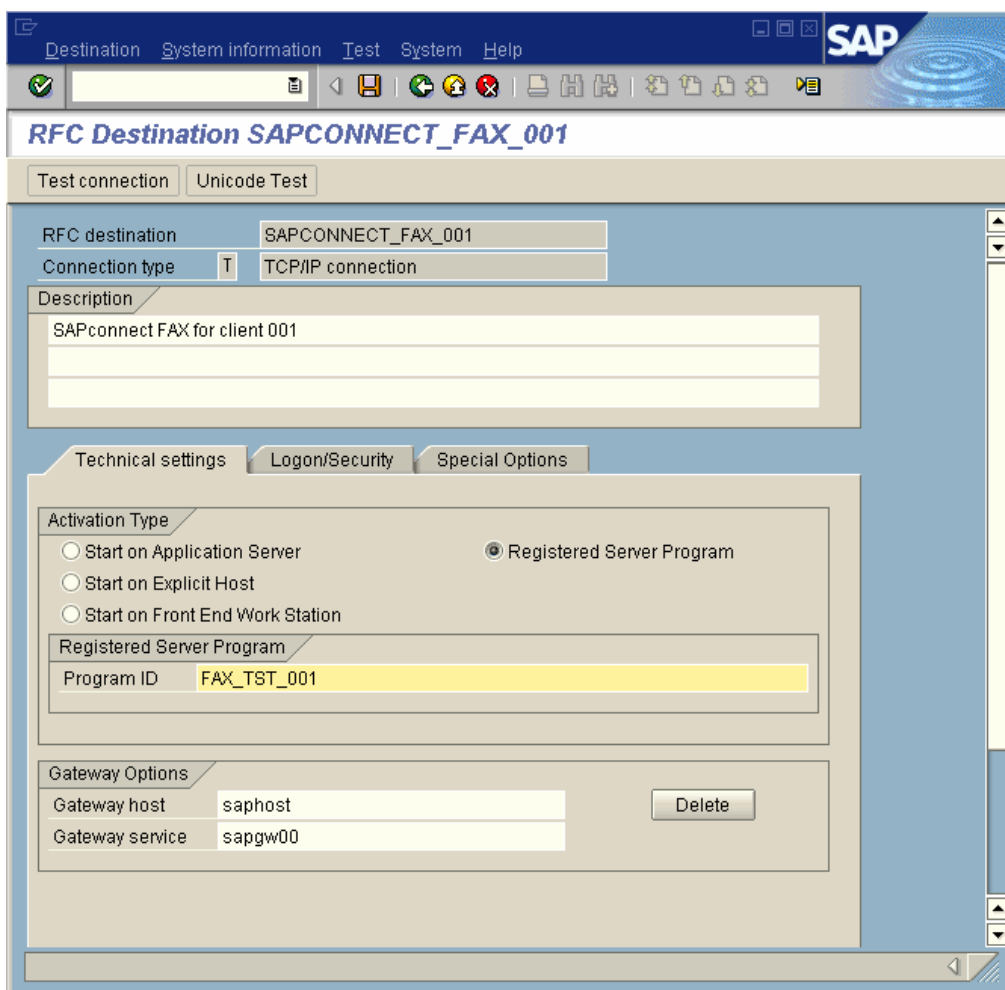 Destination System information Test System Help
SAP
RFC Destination SAPCONNECT_FAX_001
Test connection Unicode Test
RFC destination SAPCONNECT_FAX_001
Connection type T TCP/IP connection
Description
SAPconnect FAX for client 001
Technical settings Logon/Security Special Options
Activation Type
Start on Application Server Registered Server Program
Start on Explicit Host
Start on Front End Work Station
Registered Server Program
Program ID FAX_TST_001
Gateway Options
Gateway host saphost Delete
Gateway service sapgw00